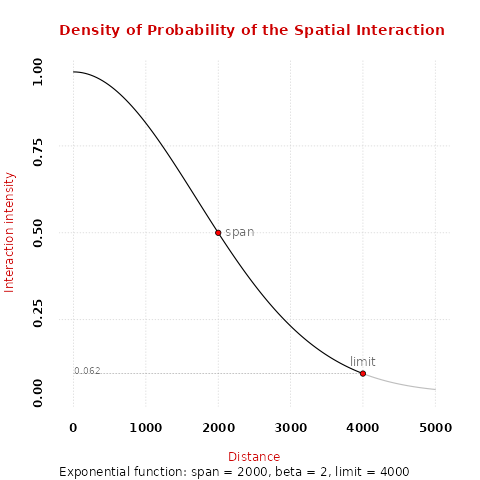 Density of Probability of the Spatial Interaction
1.00
0.75
0.50
0.25
0.00
Interaction intensity
span
limit
0.062
0 1000 2000 3000 4000 5000
Distance
Exponential function: span = 2000, beta = 2, limit = 4000